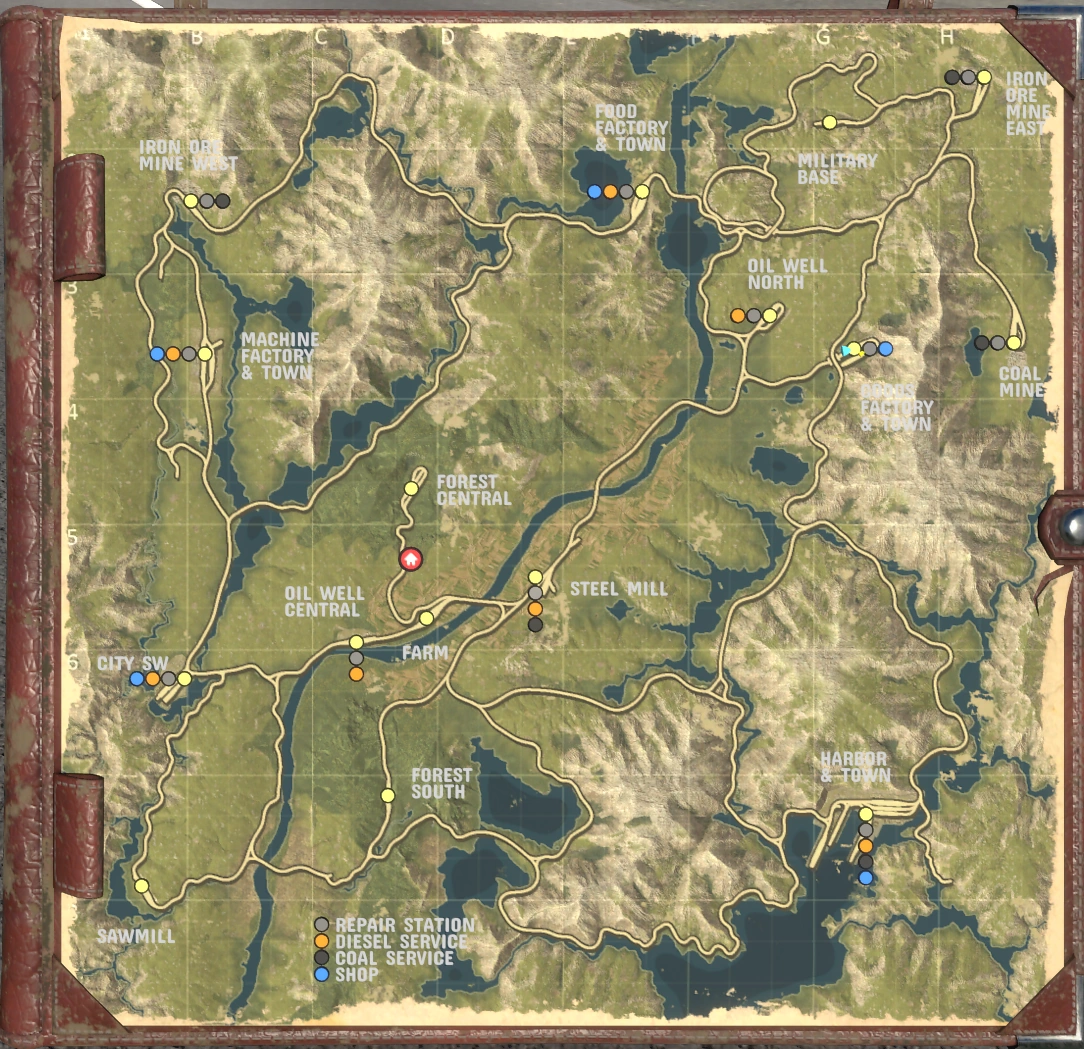 A B C D E F G H
IRON
ORE
MINE
EAST
FOOD
FACTORY
& TOWN
IRON ORE
MINE WEST
MILITARY
BASE
OIL WELL
NORTH
3
MACHINE
FACTORY
& TOWN
COAL
MINE
GOODS
FACTORY
& TOWN
4
FOREST
CENTRAL
5
STEEL MILL
OIL WELL
CENTRAL
FARM
6
CITY SW
HARBOR
& TOWN
FOREST
SOUTH
SAWMILL
REPAIR STATION
DIESEL SERVICE
COAL SERVICE
SHOP